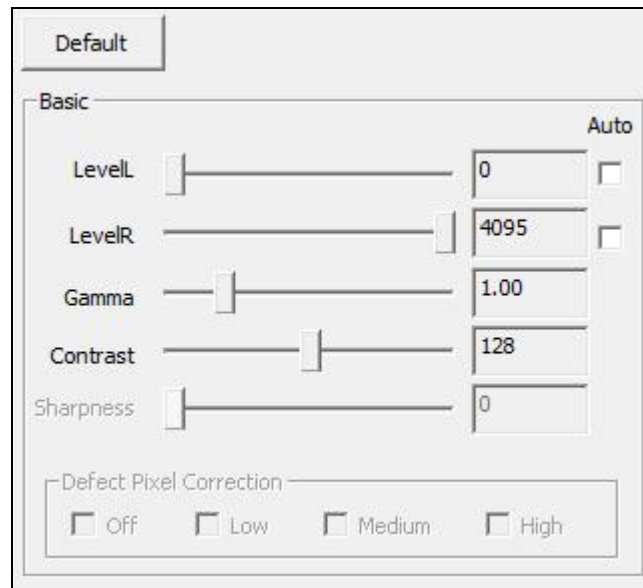 Default
Basic
Auto
LevelL 0
LevelR 4095
Gamma 1.00
Contrast 128
Sharpness 0
Defect Pixel Correction
Off Low Medium High